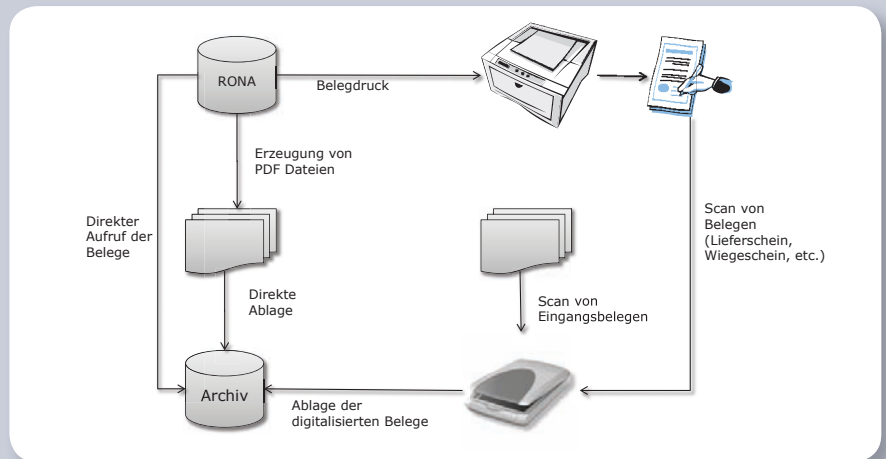 RONA
Belegdruck
Erzeugung von
PDF Dateien
Direkter
Aufruf der
Belege
Scan von
Belegen
(Lieferschein,
Wiegeschein, etc.)
Direkte
Ablage
Scan von
Eingangsbelegen
Archiv
Ablage der
digitalisierten Belege